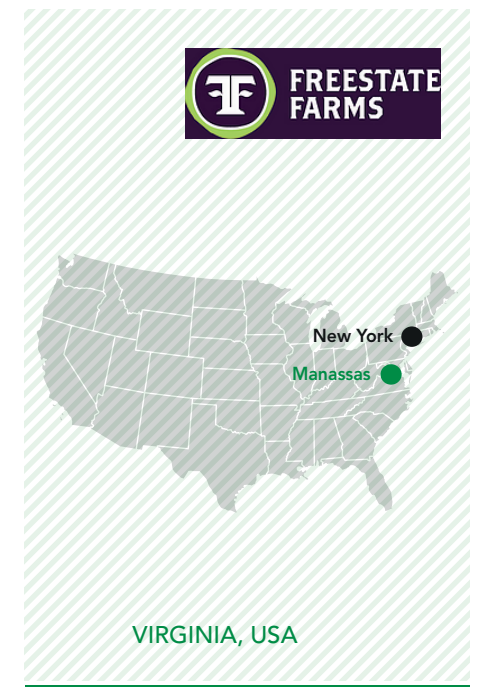 FREESTATE
FARMS
New York
Manassas
VIRGINIA, USA